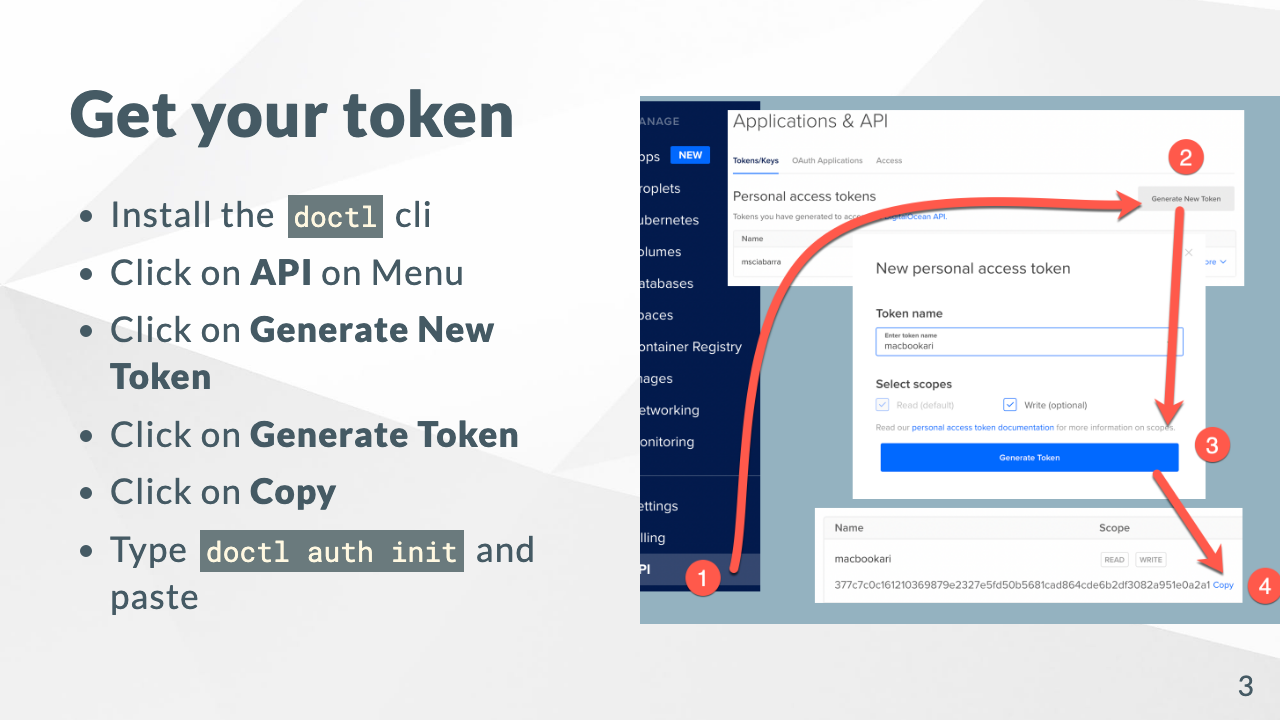 Get your token
• Install the doctl cli
• Click on API on Menu
• Click on Generate New
Token
• Click on Generate Token
• Click on Copy
• Type doctl auth init and
paste
ANAGE
pps NEW
roplets
ubernetes
olumes
atabases
paces
ontainer Registry
mages
etworking
onitoring
ettings
illing
PI
1
Applications & API
Tokens/Keys OAuth Applications Access
2
Personal access tokens
Generate New Token
Tokens you have generated to acce gitalOcean API.
Name
msciabarra
ore
New personal access token
Token name
Enter token name
macbookari
Select scopes
Read (default) Write (optional)
Read our personal access token documentation for more information on scopes.
Generate Token
3
Name Scope
macbookari READ WRITE
377c7c0c161210369879e2327e5fd50b5681cad864cde6b2df3082a951e0a2a1 Copy
4
3